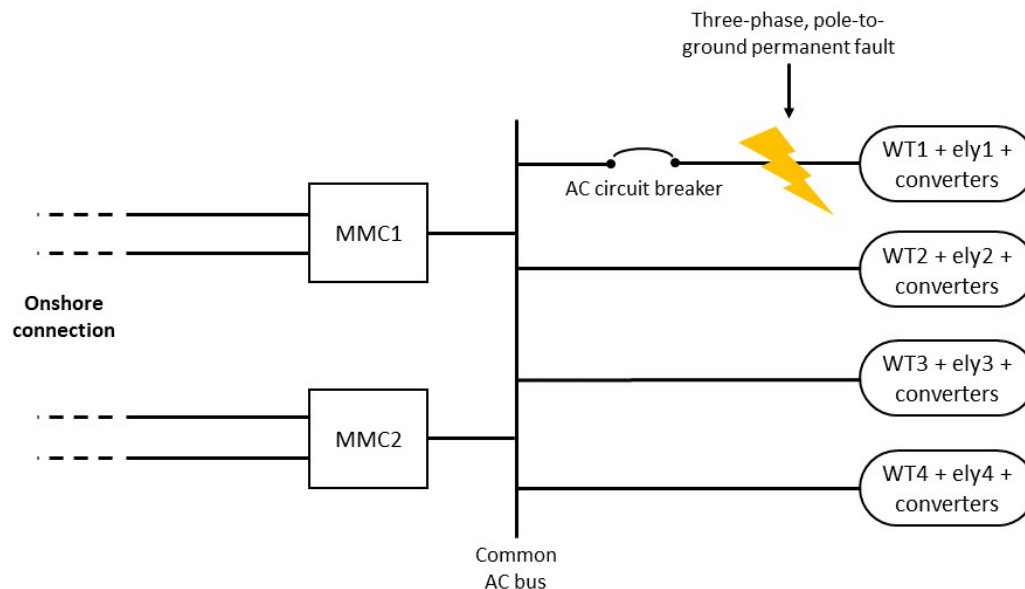 Three-phase, pole-to-
ground permanent fault
AC circuit breaker
WT1 + ely1 +
converters
MMC1
WT2 + ely2 +
converters
Onshore
connection
WT3 + ely3 +
converters
MMC2
WT4 + ely4 +
converters
Common
AC bus